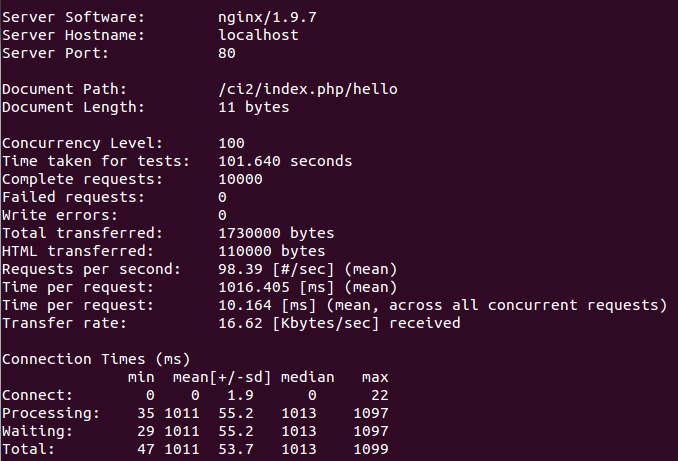 Server Software: nginx/1.9.7
Server Hostname: localhost
Server Port: 80
Document Path: /ci2/index.php/hello
Document Length: 11 bytes
Concurrency Level: 100
Time taken for tests: 101.640 seconds
Complete requests: 10000
Failed requests: 0
Write errors: 0
Total transferred: 1730000 bytes
HTML transferred: 110000 bytes
Requests per second: 98.39 [#/sec] (mean)
Time per request: 1016.405 [ms] (mean)
Time per request: 10.164 [ms] (mean, across all concurrent requests)
Transfer rate: 16.62 [Kbytes/sec] received
Connection Times (ms)
min mean[+/-sd] median max
Connect: 0 0 1.9 0 22
Processing: 35 1011 55.2 1013 1097
Waiting: 29 1011 55.2 1013 1097
Total: 47 1011 53.7 1013 1099